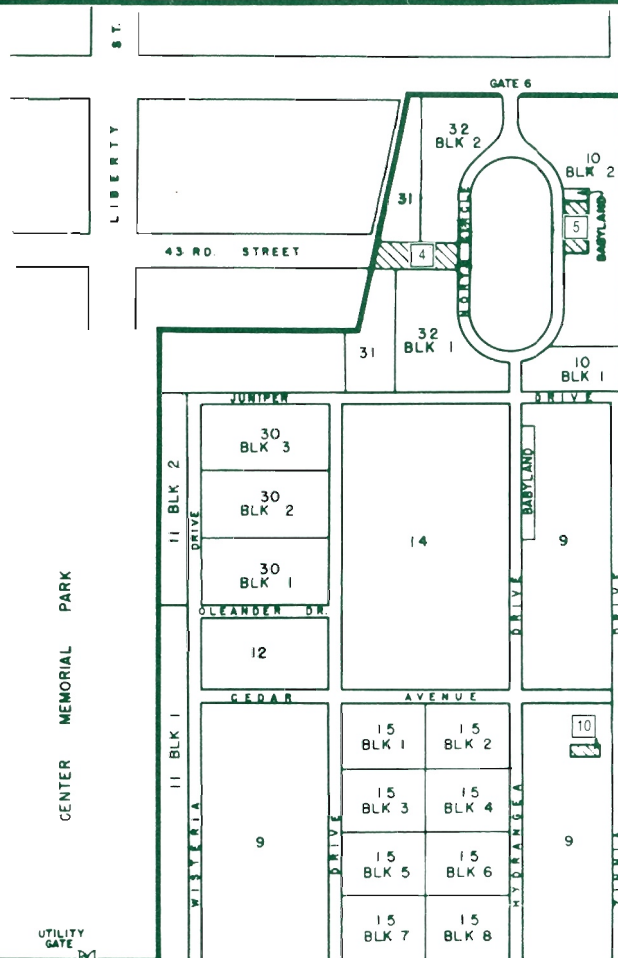 ST.
LIBERTY
GATE 6
32
BLK 2
10
BLK 2
31
5
BABYLAND
43 RD. STREET
4
NORTH CIRCLE
32
BLK 1
31
10
BLK 1
JUNIPER
DRIVE
30
BLK 3
11 BLK 2
30
BLK 2
DRIVE
BABYLAND
14
9
30
BLK 1
DRIVE
OLEANDER DR.
12
CENTER MEMORIAL PARK
CEDAR
AVENUE
11 BLK 1
15
BLK 1
15
BLK 2
10
15
BLK 3
15
BLK 4
WISTERIA
9
DRIVE
HYDRANGEA
9
15
BLK 5
15
BLK 6
15
BLK 7
15
BLK 8
UTILITY
GATE